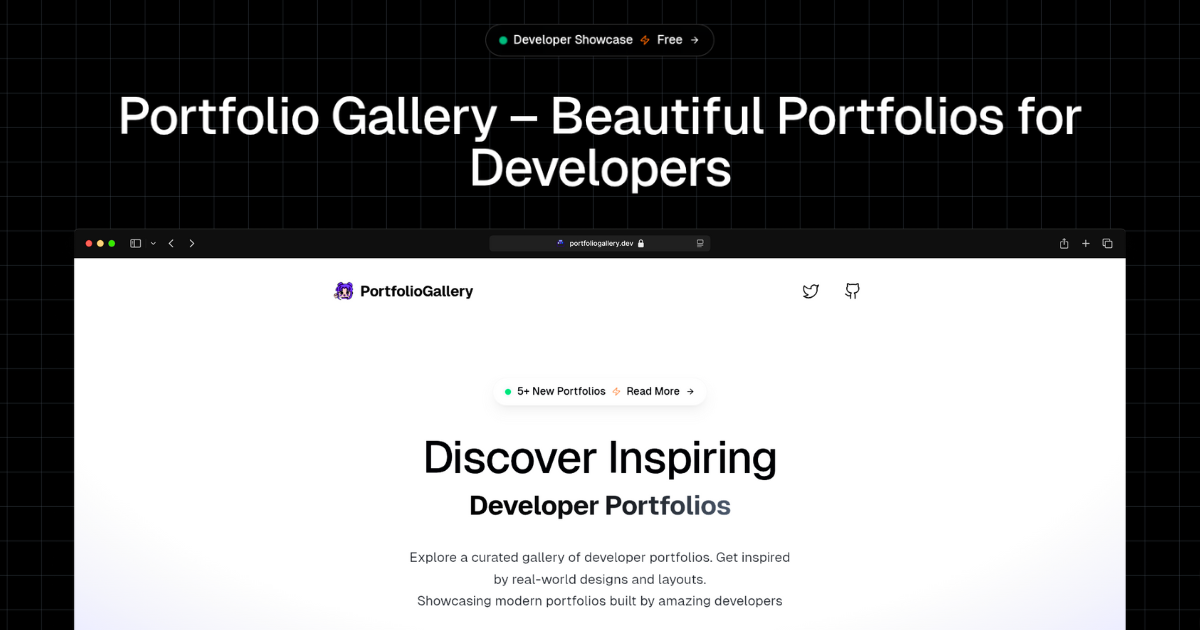 Developer Showcase Free →
Portfolio Gallery – Beautiful Portfolios for
Developers
portfoliogallery.dev
PortfolioGallery
5+ New Portfolios Read More →
Discover Inspiring
Developer Portfolios
Explore a curated gallery of developer portfolios. Get inspired
by real-world designs and layouts.
Showcasing modern portfolios built by amazing developers